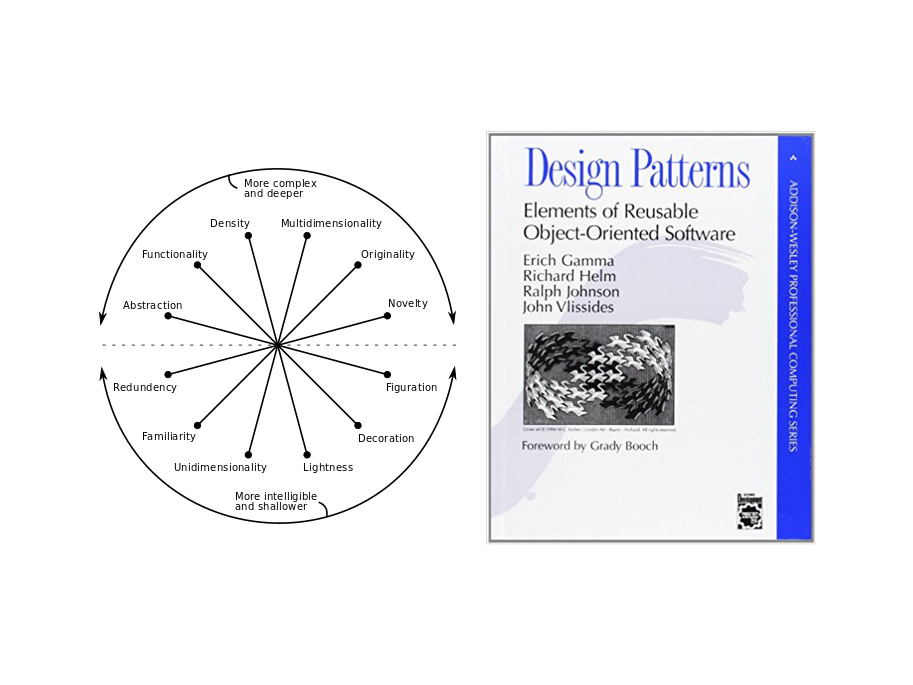 More complex
and deeper
Density
Multidimensionality
Functionality
Originality
Abstraction
Novelty
Redundency
Figuration
Familiarity
Decoration
Unidimensionality
Lightness
More intelligible
and shallower
Design Patterns
Elements of Reusable
Object-Oriented Software
Erich Gamma
Richard Helm
Ralph Johnson
John Vlissides
Foreword by Grady Booch
ADDISON-WESLEY PROFESSIONAL COMPUTING SERIES